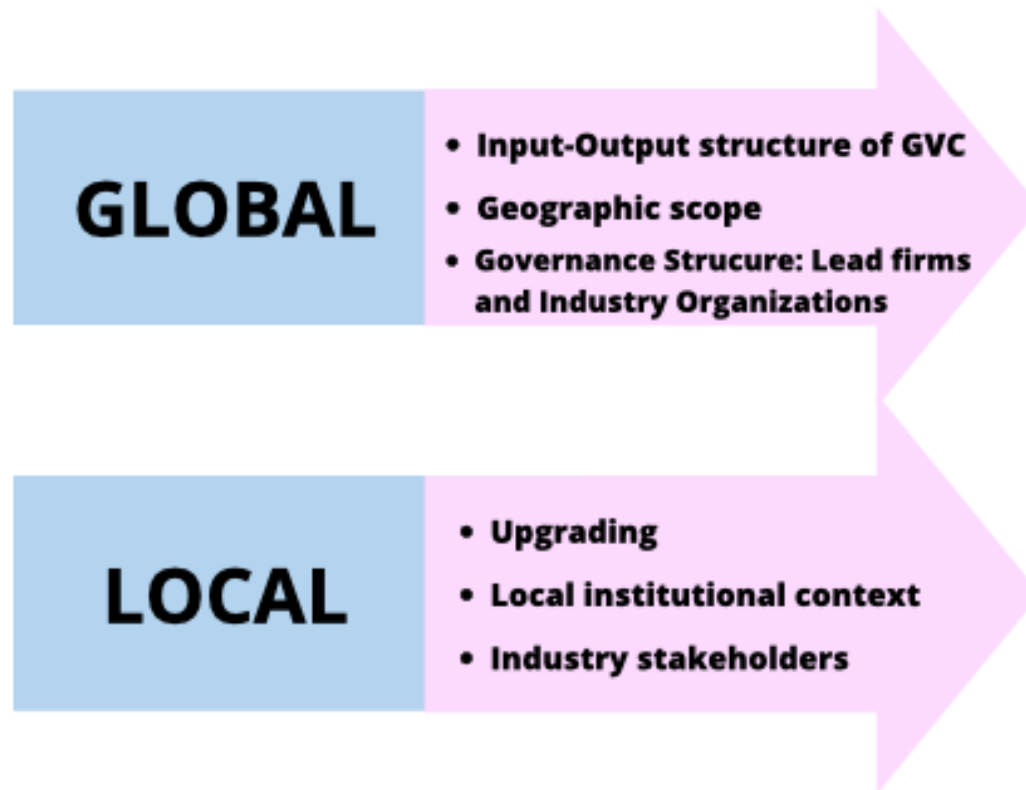 GLOBAL
• Input-Output structure of GVC
• Geographic scope
• Governance Strucure: Lead firms
and Industry Organizations
LOCAL
• Upgrading
• Local institutional context
• Industry stakeholders